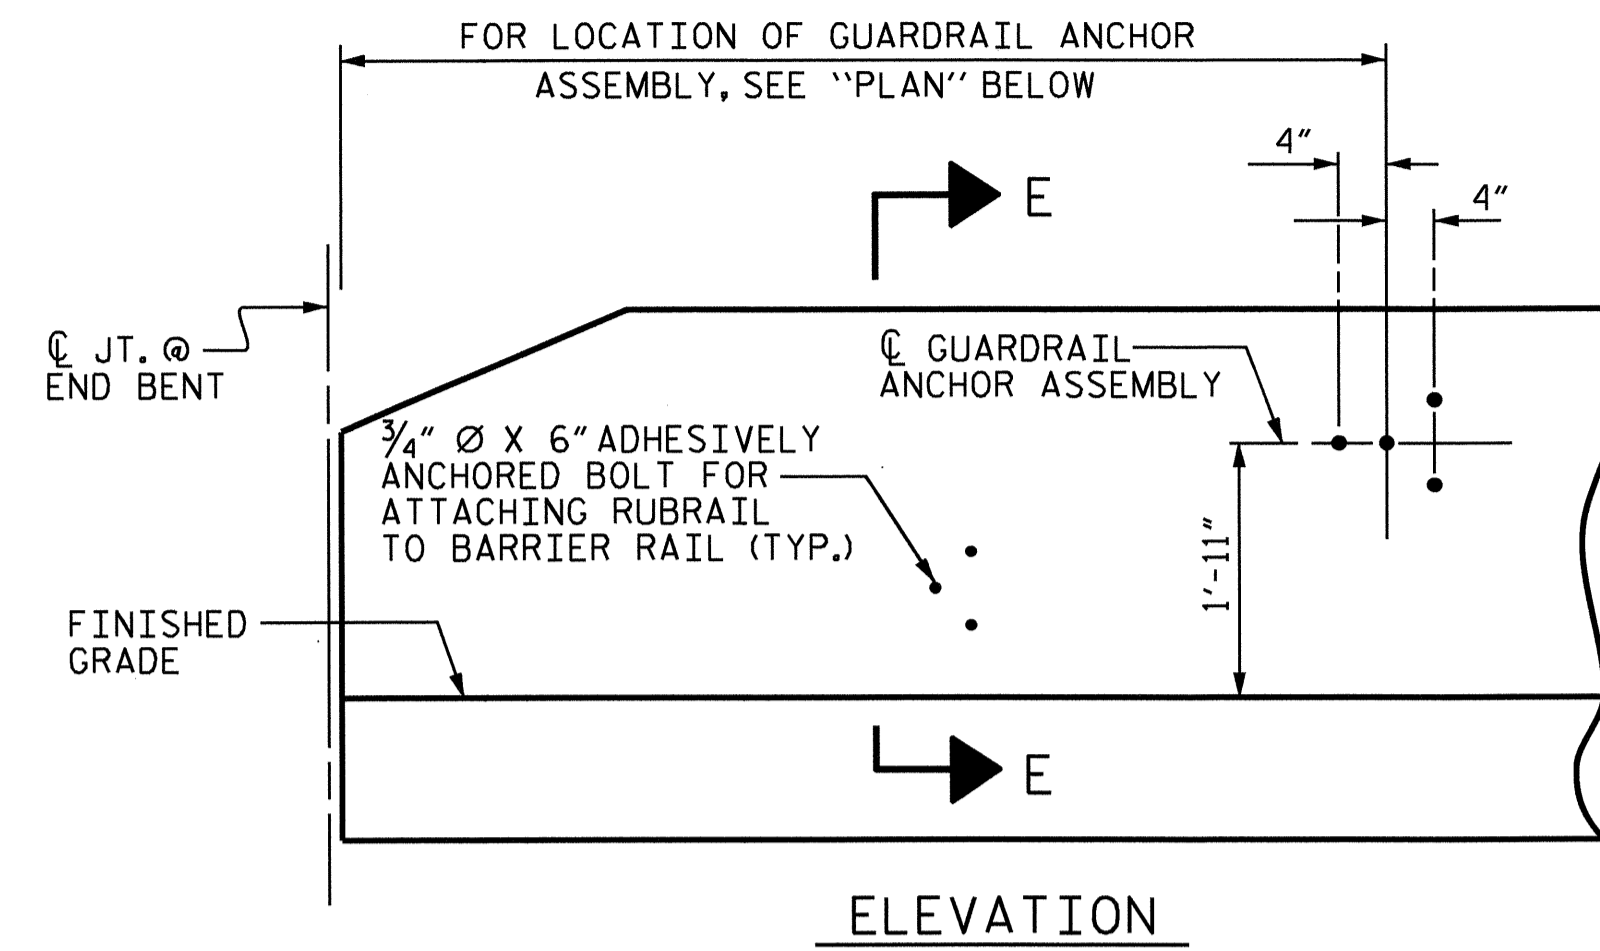 FOR LOCATION OF GUARDRAIL ANCHOR
ASSEMBLY, SEE "PLAN" BELOW
4"
E
4"
℄ JT. @
END BENT
℄ GUARDRAIL
ANCHOR ASSEMBLY
3/4" Ø X 6" ADHESIVELY
ANCHORED BOLT FOR
ATTACHING RUBRAIL
TO BARRIER RAIL (TYP.)
1'-11"
FINISHED
GRADE
E
ELEVATION